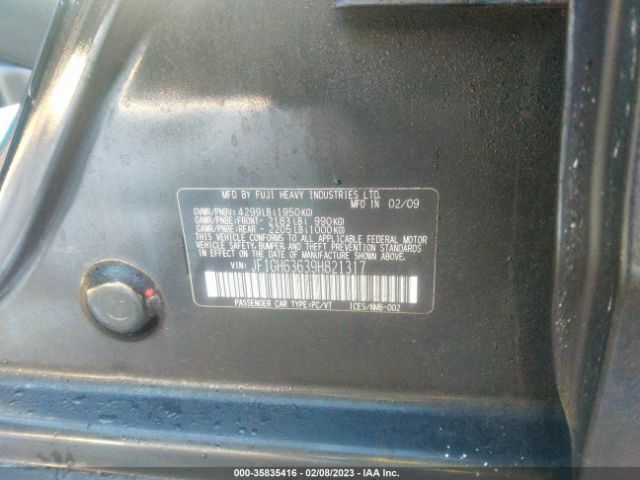 MFD BY FUJI HEAVY INDUSTRIES LTD.
MFD IN 02/09
GVWR/PNBV: 4299LB(1950KG)
GAWR/PNBE:FRONT- 2183LB( 990KG)
GAWR/PNBE:REAR - 2205LB(1000KG)
THIS VEHICLE CONFORMS TO ALL APPLICABLE FEDERAL MOTOR
VEHICLE SAFETY, BUMPER, AND THEFT PREVENTION STANDARDS
IN EFFECT ON THE DATE OF MANUFACTURE SHOWN ABOVE.
VIN: JF1GH63639H821317
PASSENGER CAR TYPE:PC/VT ICES/NMB-002
000-35835416 - 02/08/2023 - IAA Inc.